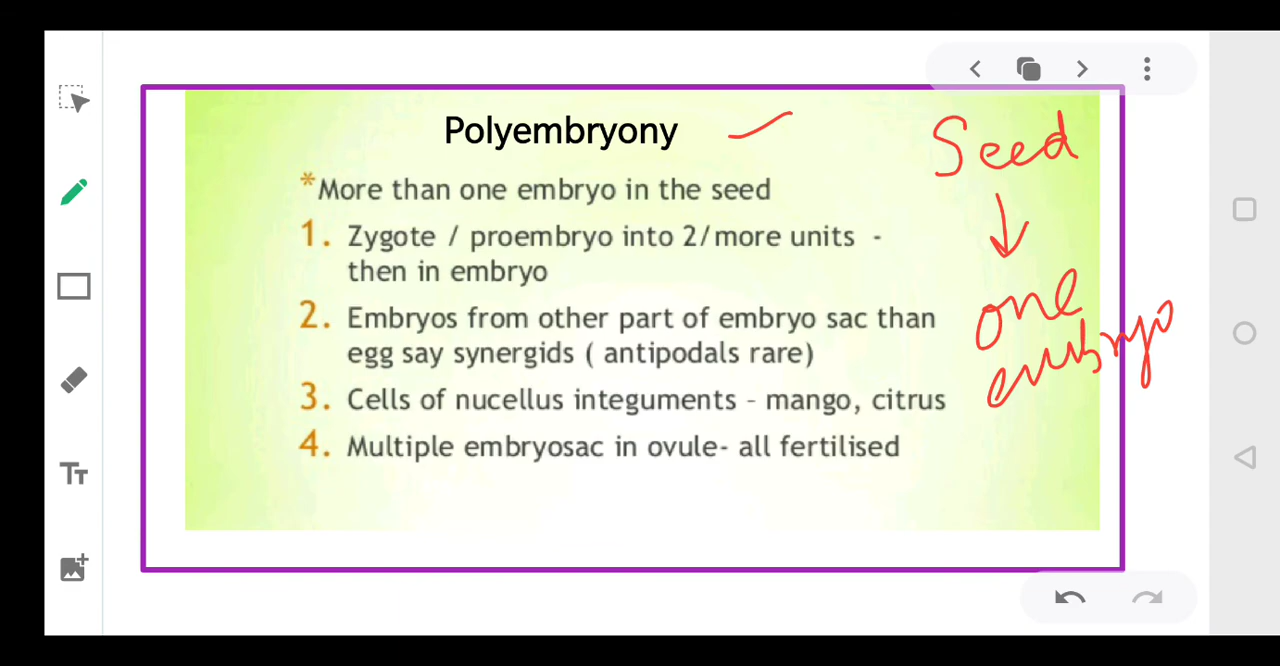 Polyembryony
*More than one embryo in the seed
1. Zygote / proembryo into 2/more units -
then in embryo
2. Embryos from other part of embryo sac than
egg say synergids ( antipodals rare)
3. Cells of nucellus integuments – mango, citrus
4. Multiple embryosac in ovule- all fertilised
Seed
↓
one
embryo
TT